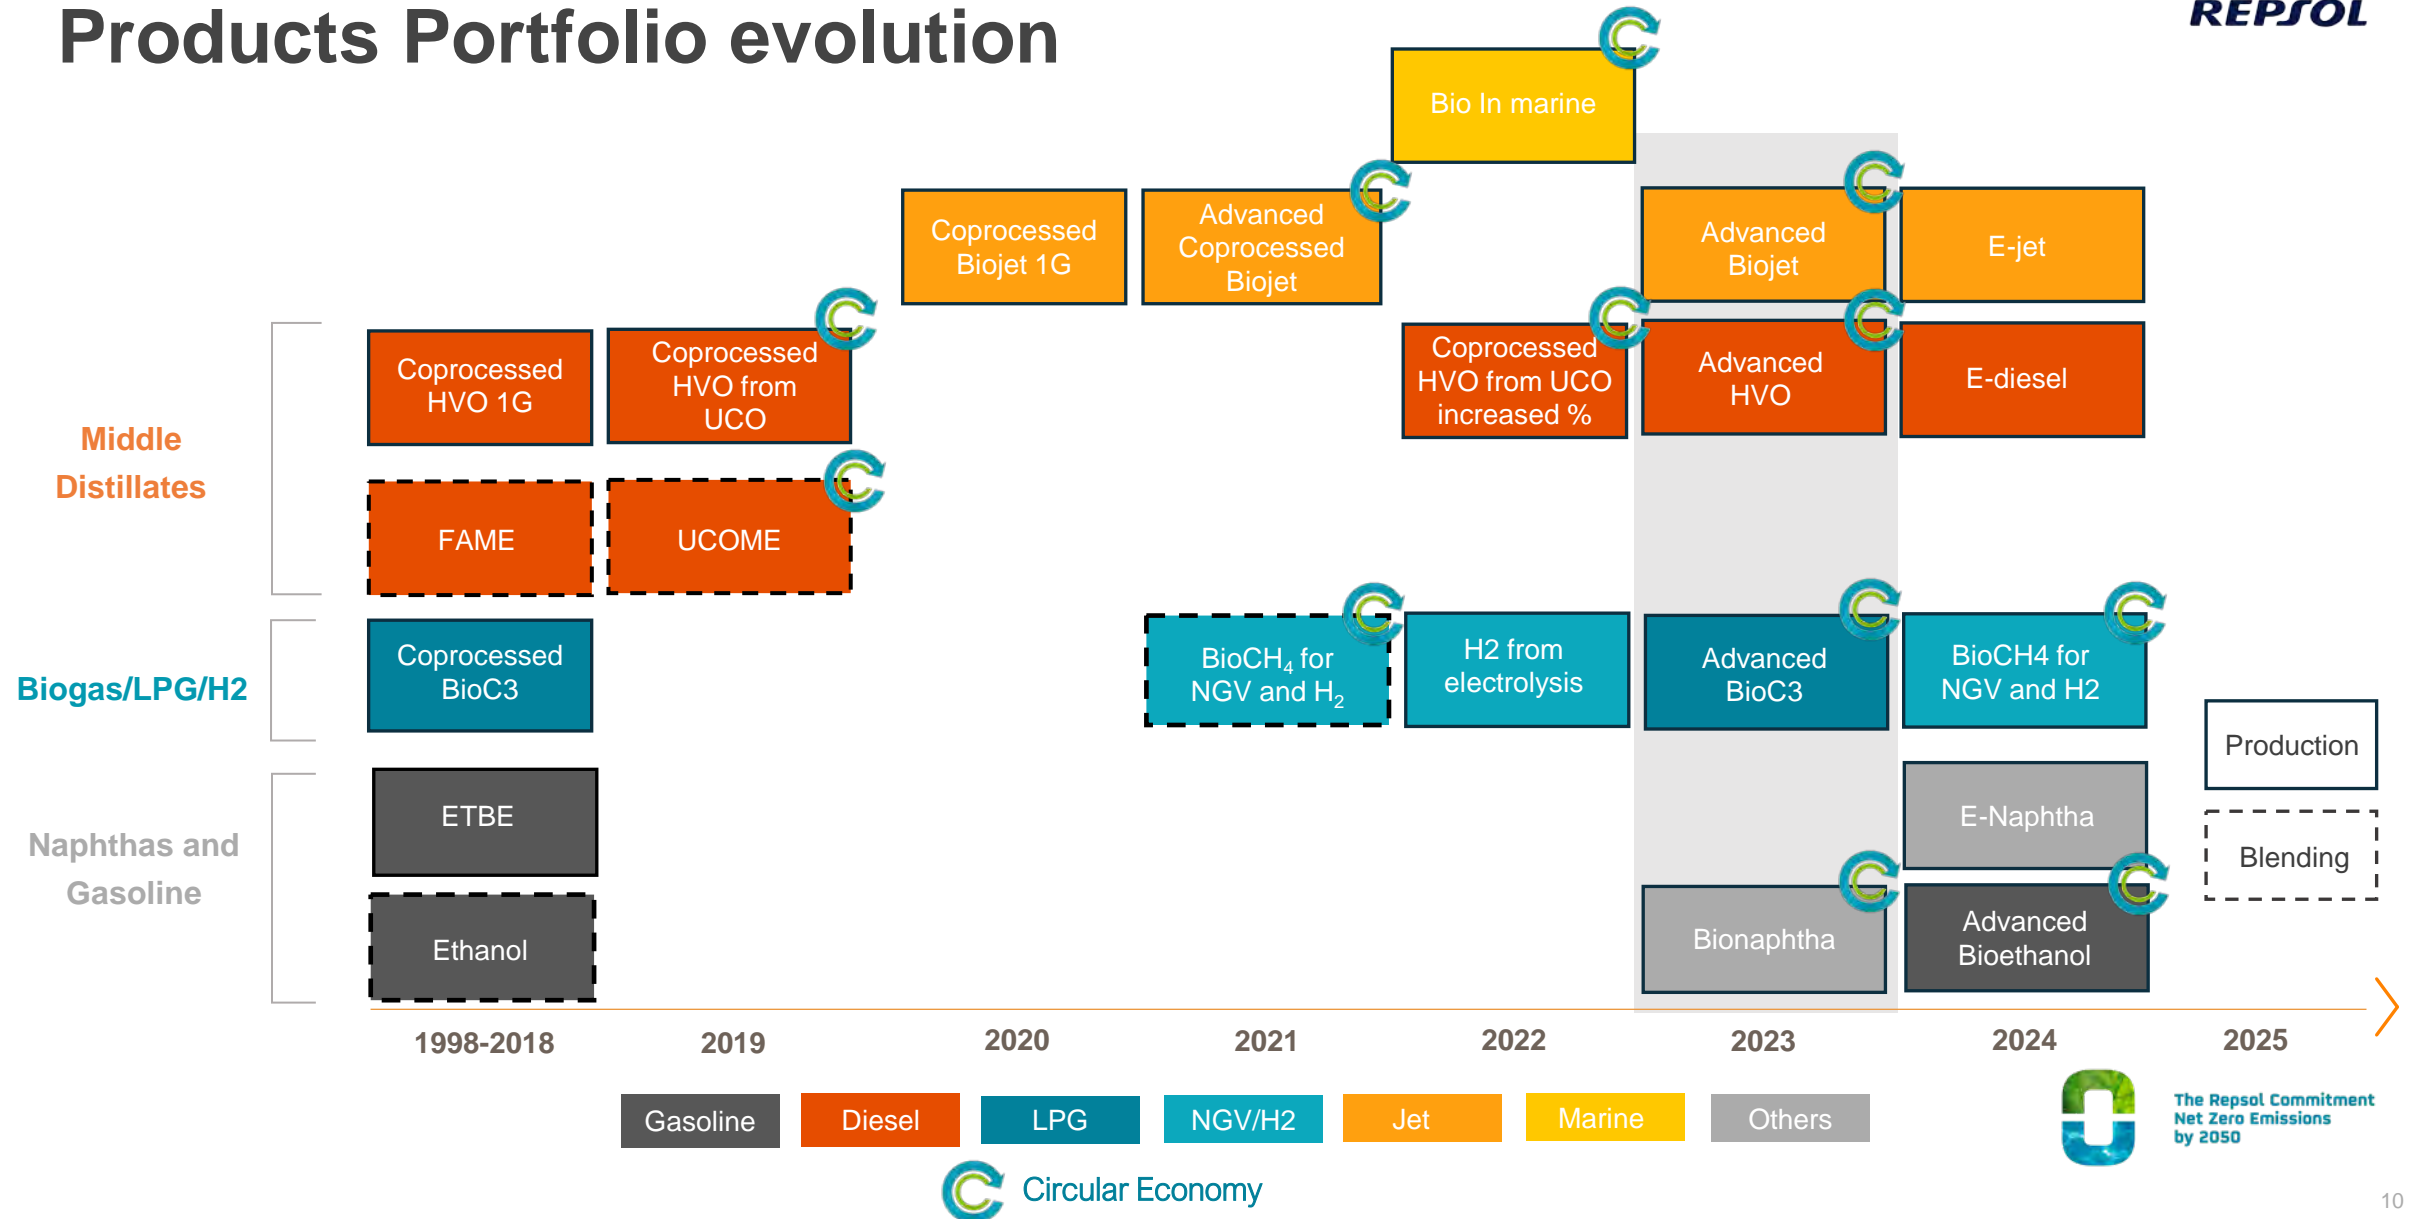 Products Portfolio evolution
REPSOL
Bio In marine
Coprocessed
Biojet 1G
Advanced
Coprocessed
Biojet
Advanced
Biojet
E-jet
Middle
Distillates
Coprocessed
HVO 1G
Coprocessed
HVO from
UCO
Coprocessed
HVO from UCO
increased %
Advanced
HVO
E-diesel
FAME
UCOME
Biogas/LPG/H2
Coprocessed
BioC3
BioCH₄ for
NGV and H₂
H2 from
electrolysis
Advanced
BioC3
BioCH4 for
NGV and H2
Production
Blending
Naphthas and
Gasoline
ETBE
E-Naphtha
Ethanol
Bionaphtha
Advanced
Bioethanol
1998-2018
2019
2020
2021
2022
2023
2024
2025
Gasoline
Diesel
LPG
NGV/H2
Jet
Marine
Others
The Repsol Commitment
Net Zero Emissions
by 2050
Circular Economy
10